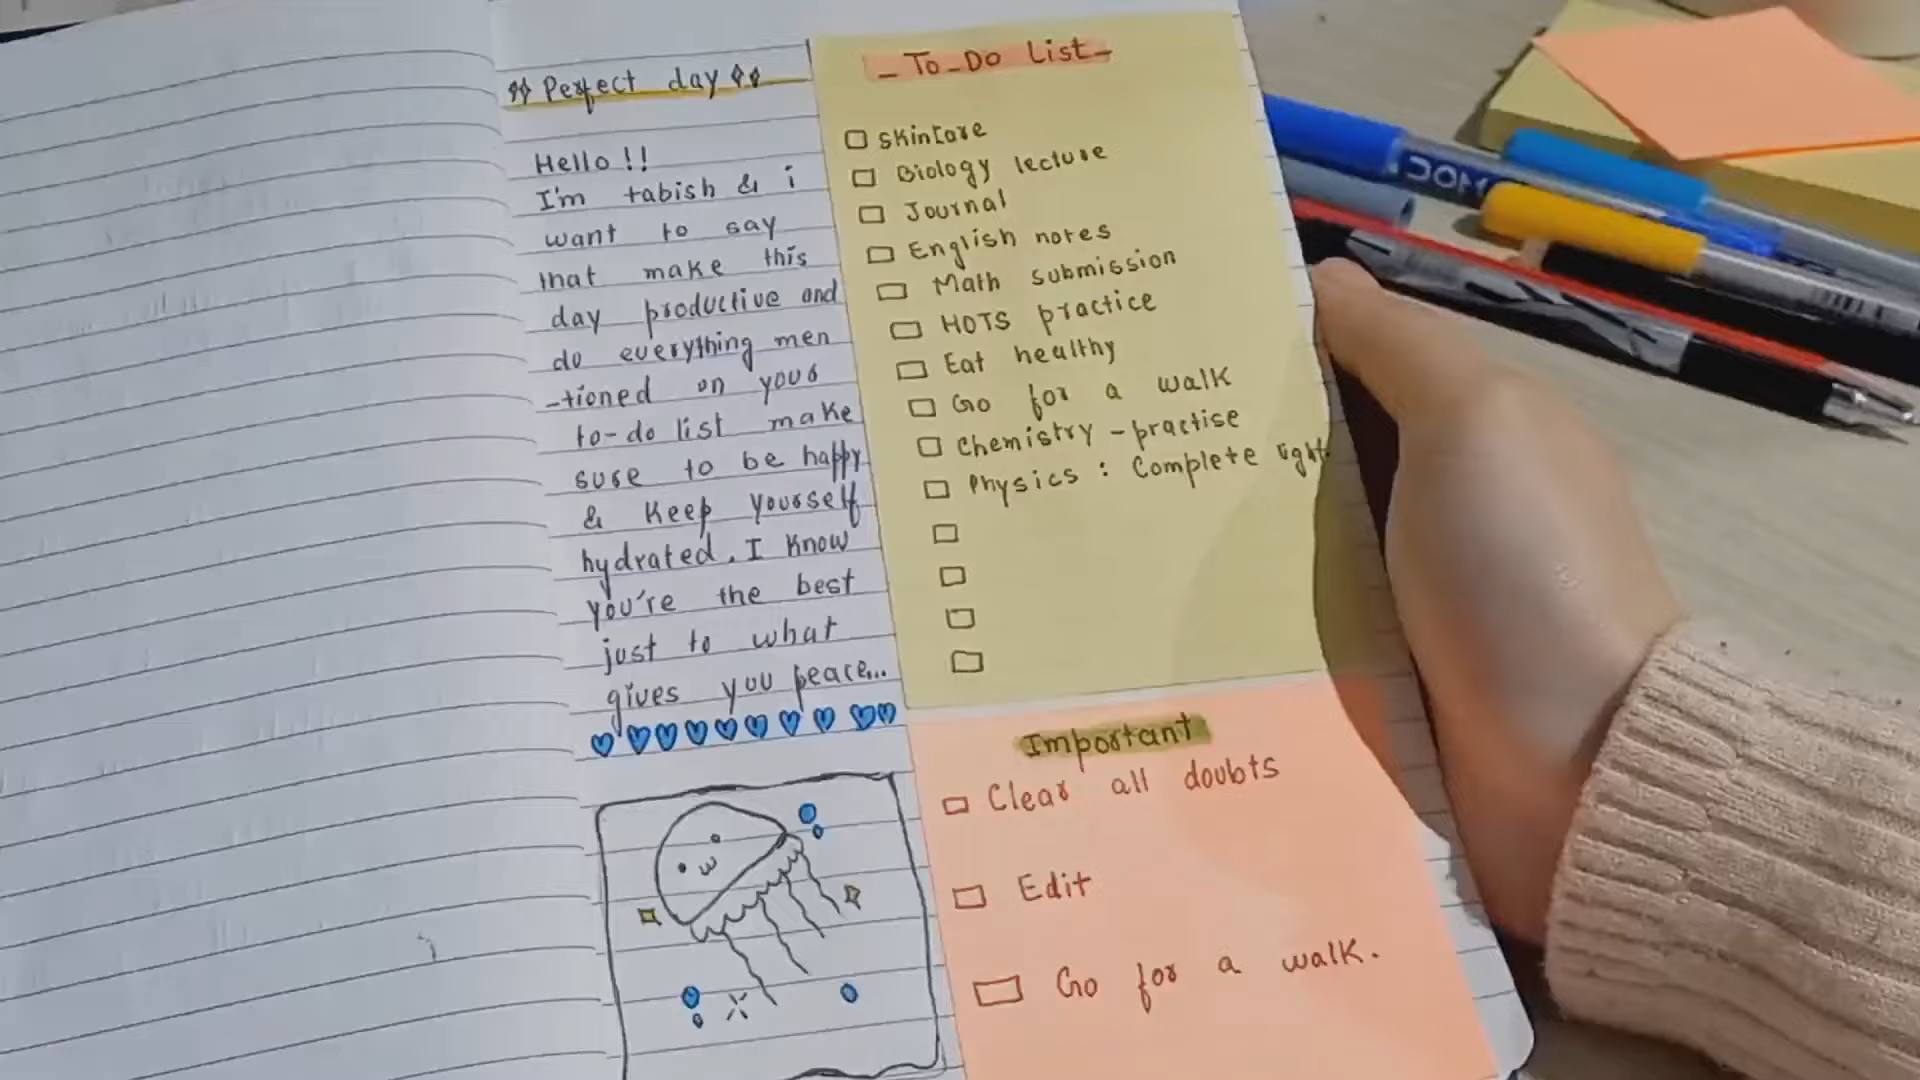 Perfect day
Hello!!
I'm tabish & i
want to say
that make this
day productive and
do everything men
-tioned on your
to-do list make
sure to be happy
& Keep yourself
hydrated. I know
you're the best
just to what
gives you peace...
_To_Do List_
Skincare
Biology lecture
Journal
English notes
Math submission
HOTS practice
Eat healthy
Go for a walk
Chemistry - practise
Physics : Complete light
Important
Clear all doubts
Edit
Go for a walk.